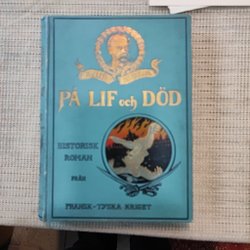 PÅ LIF och DÖD
HISTORISK
ROMAN
FRÅN
FRANSK-TYSKA KRIGET